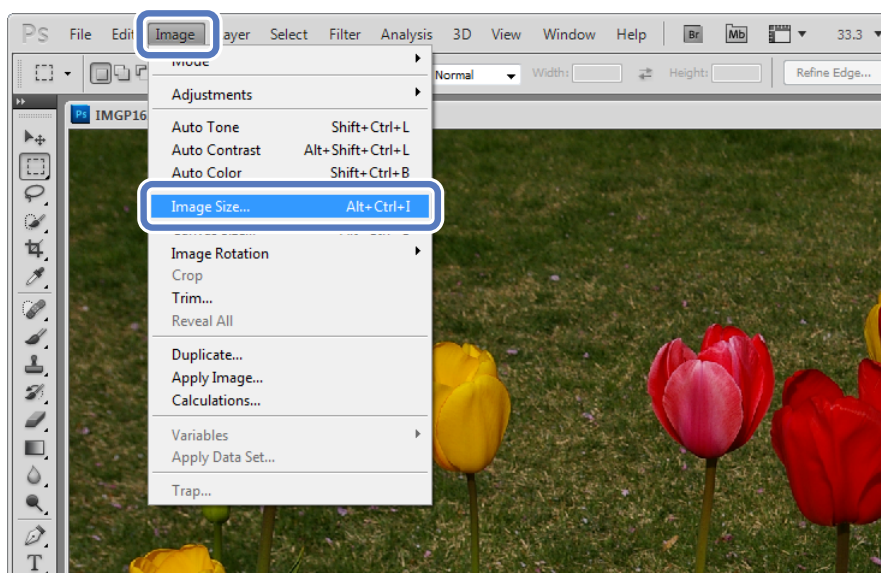 Ps File Edit Image Layer Select Filter Analysis 3D View Window Help Br Mb 33.3
Mode
Normal Width: Height: Refine Edge...
Adjustments
Ps IMGP16
Auto Tone Shift+Ctrl+L
Auto Contrast Alt+Shift+Ctrl+L
Auto Color Shift+Ctrl+B
Image Size... Alt+Ctrl+I
Image Rotation
Crop
Trim...
Reveal All
Duplicate...
Apply Image...
Calculations...
Variables
Apply Data Set...
Trap...
T